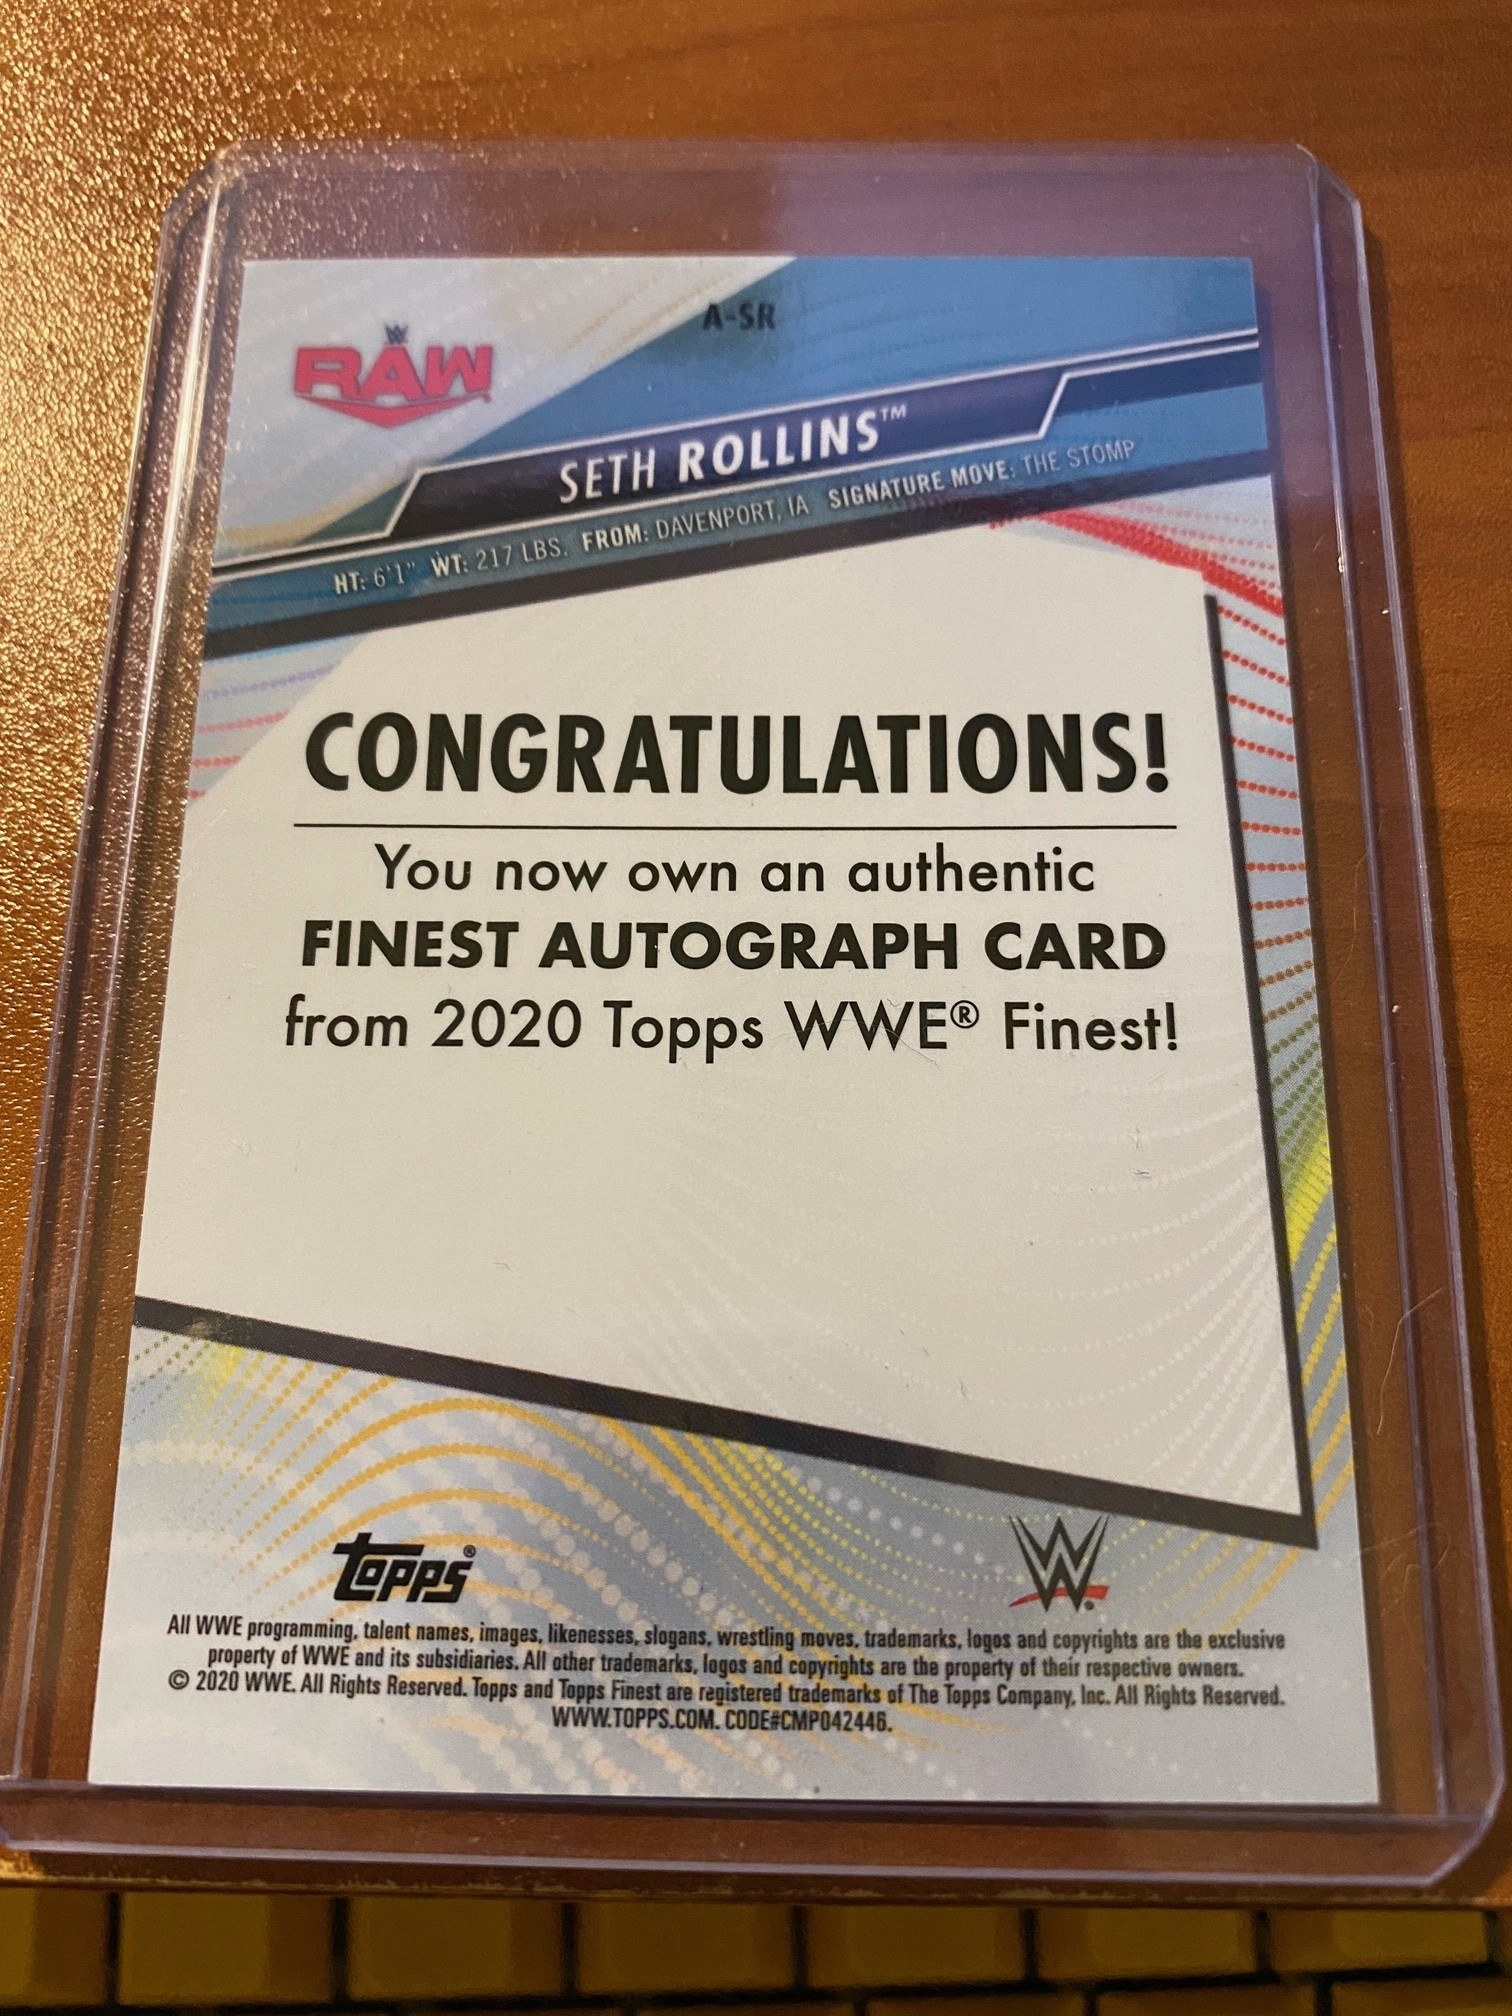 A-SR
W
RAW
SETH ROLLINS™
HT: 6'1" WT: 217 LBS. FROM: DAVENPORT, IA SIGNATURE MOVE: THE STOMP
CONGRATULATIONS!
You now own an authentic
FINEST AUTOGRAPH CARD
from 2020 Topps WWE® Finest!
topps®
W
All WWE programming, talent names, images, likenesses, slogans, wrestling moves, trademarks, logos and copyrights are the exclusive
property of WWE and its subsidiaries. All other trademarks, logos and copyrights are the property of their respective owners.
© 2020 WWE. All Rights Reserved. Topps and Topps Finest are registered trademarks of The Topps Company, Inc. All Rights Reserved.
WWW.TOPPS.COM. CODE#CMP042446.